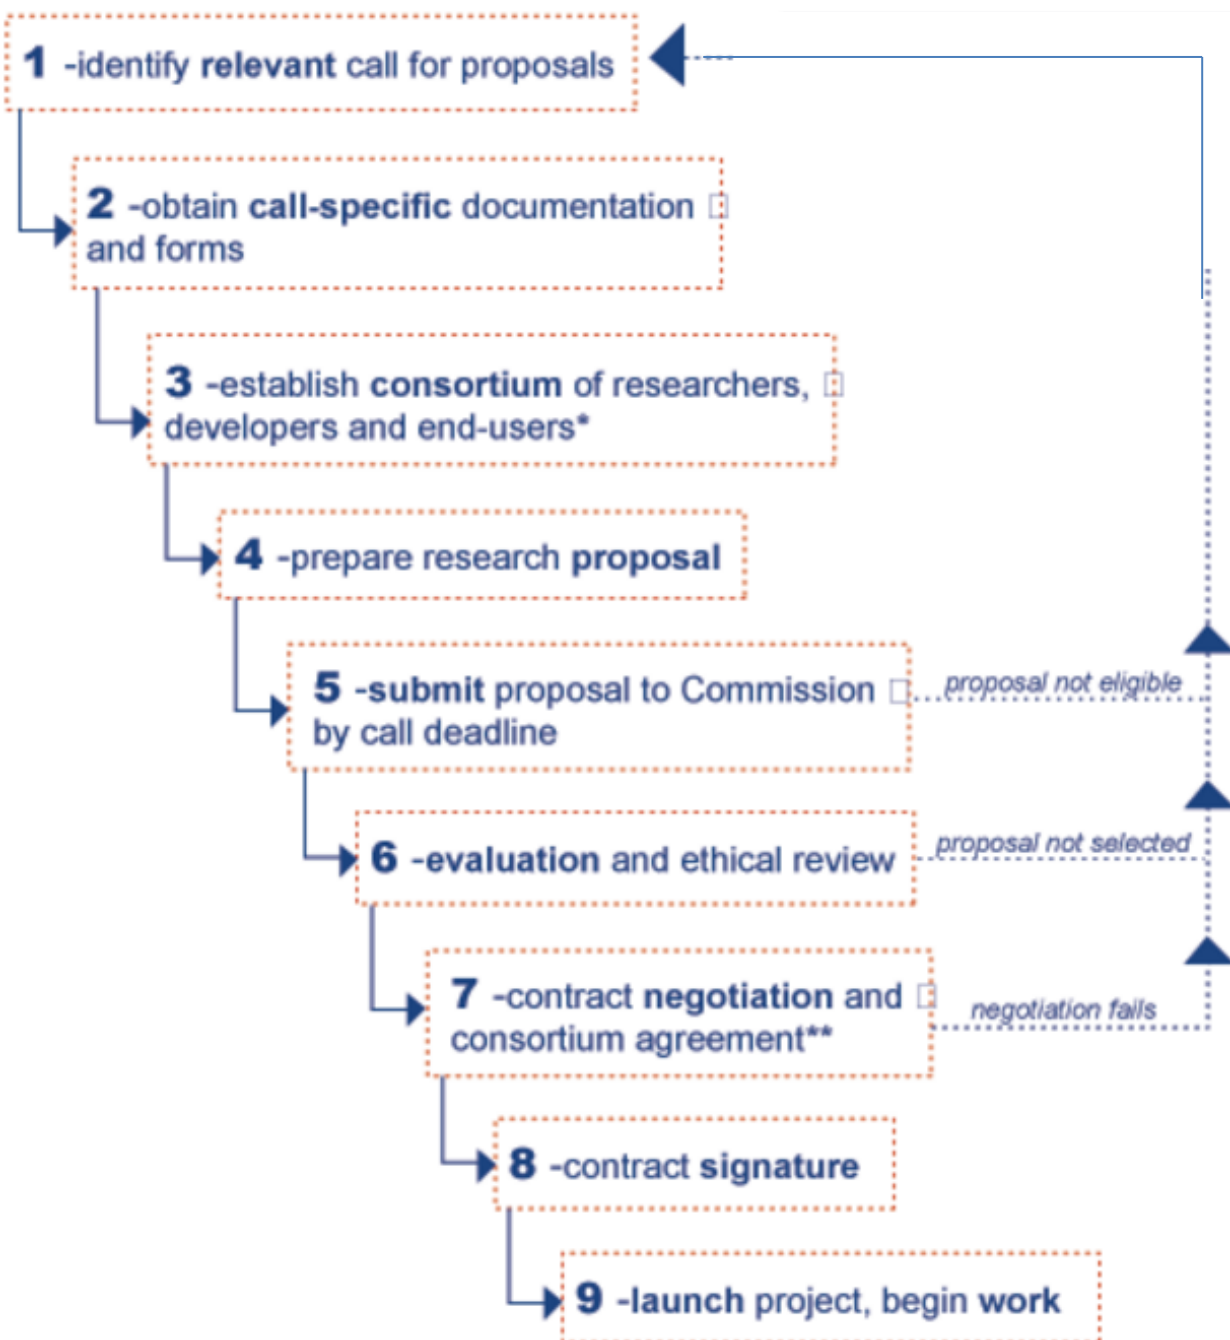 1 -identify relevant call for proposals
2 -obtain call-specific documentation
and forms
3 -establish consortium of researchers,
developers and end-users*
4 -prepare research proposal
5 -submit proposal to Commission
by call deadline
proposal not eligible
6 -evaluation and ethical review
proposal not selected
7 -contract negotiation and
consortium agreement**
negotiation fails
8 -contract signature
9 -launch project, begin work